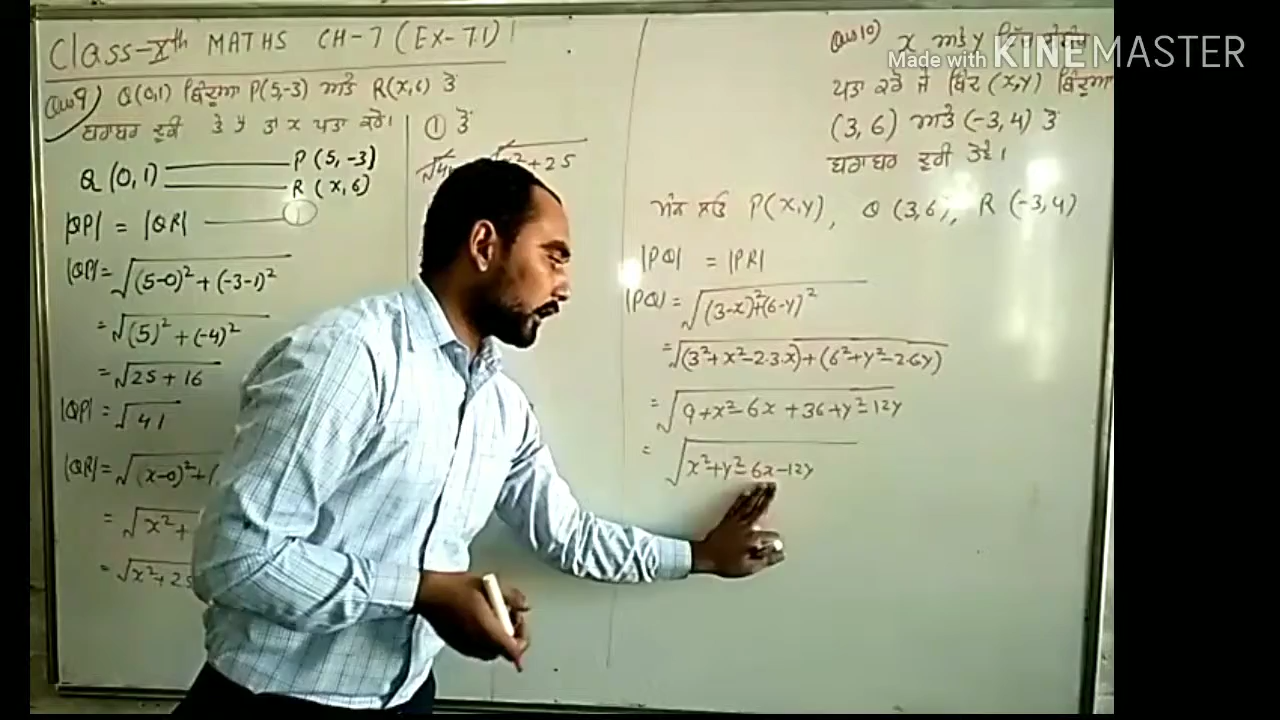 Class-Xth MATHS CH-7 (EX-7.1)
Que 9) Q(0,1) ਬਿੰਦੂਆ P(5,-3) ਅਤੇ R(x,6) ਤੋਂ
ਬਰਾਬਰ ਦੂਰੀ ਤੇ ਹੈ ਤਾਂ x ਪਤਾ ਕਰੋ।
Q (0,1) P (5,-3)
R (x,6)
|QP| = |QR| ①
|QP| = √(5-0)²+(-3-1)²
= √(5)²+(-4)²
= √25+16
|QP| = √41
|QR| = √(x-0)²+(
= √x²+
= √x²+25
① ਤੋਂ
+25
Que 10) x ਅਤੇ y ਵਿੱਚ
Made with KINEMASTER
ਪਤਾ ਕਰੋ ਜੋ ਬਿੰਦੂ (x,y) ਬਿੰਦੂਆ
(3,6) ਅਤੇ (-3,4) ਤੋਂ
ਬਰਾਬਰ ਦੂਰੀ ਤੇ ਹੈ।
ਮੰਨ ਲਓ P(x,y), Q (3,6), R (-3,4)
|PQ| = |PR|
|PQ| = √(3-x)²+(6-y)²
= √(3²+x²-2.3.x)+(6²+y²-2.6y)
= √9+x²-6x+36+y²-12y
= √x²+y²-6x-12y